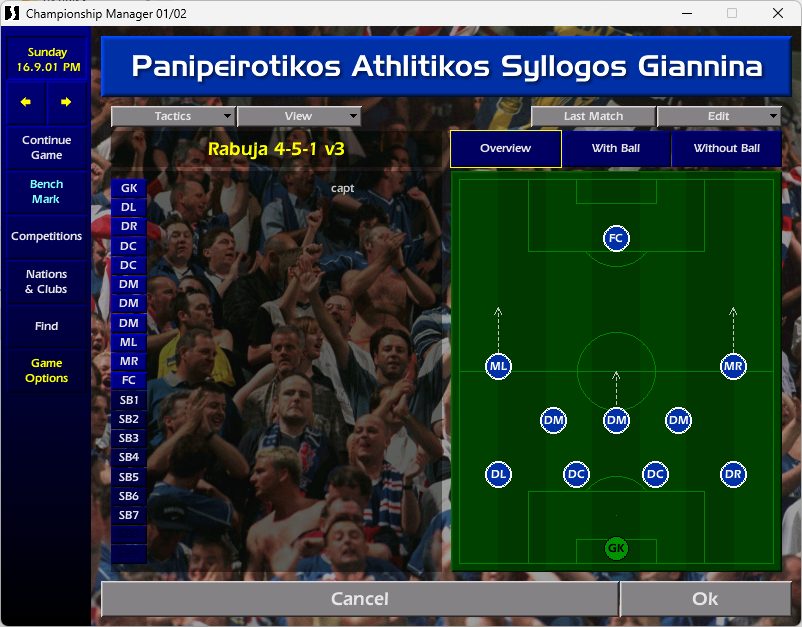 Championship Manager 01/02
Sunday
16.9.01 PM
Continue
Game
Bench
Mark
Competitions
Nations
& Clubs
Find
Game
Options
Panipeirotikos Athlitikos Syllogos Giannina
Tactics View Last Match Edit
Rabuja 4-5-1 v3
Overview With Ball Without Ball
GK capt
DL
DR
DC
DC
DM
DM
DM
ML
MR
FC
SB1
SB2
SB3
SB4
SB5
SB6
SB7
FC
ML MR
DM DM DM
DL DC DC DR
GK
Cancel Ok